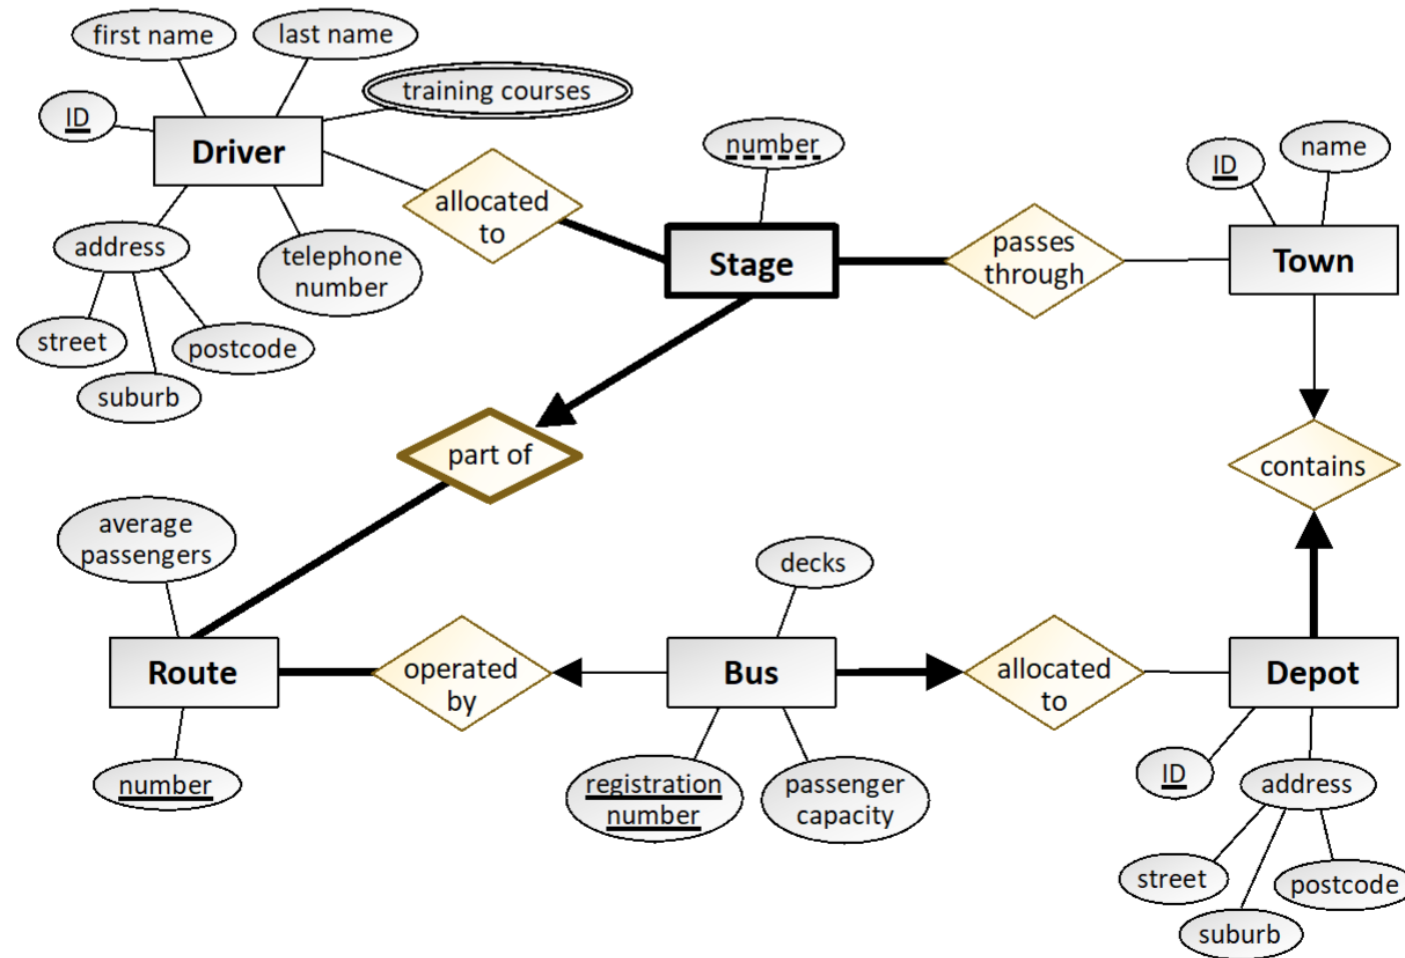 first name
last name
training courses
ID
Driver
number
ID
name
allocated
to
address
telephone
number
Stage
passes
through
Town
street
postcode
suburb
part of
contains
average
passengers
decks
Route
operated
by
Bus
allocated
to
Depot
number
registration
number
passenger
capacity
ID
address
street
postcode
suburb